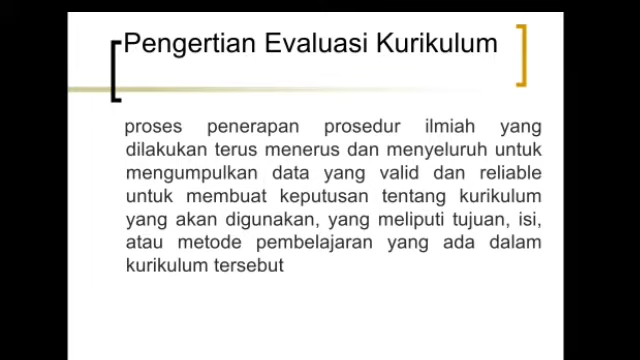 Pengertian Evaluasi Kurikulum
proses penerapan prosedur ilmiah yang
dilakukan terus menerus dan menyeluruh untuk
mengumpulkan data yang valid dan reliable
untuk membuat keputusan tentang kurikulum
yang akan digunakan, yang meliputi tujuan, isi,
atau metode pembelajaran yang ada dalam
kurikulum tersebut